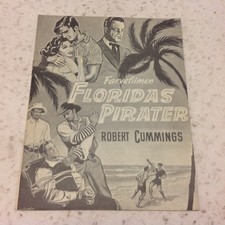 Farvefilmen
FLORIDAS
PIRATER
ROBERT CUMMINGS